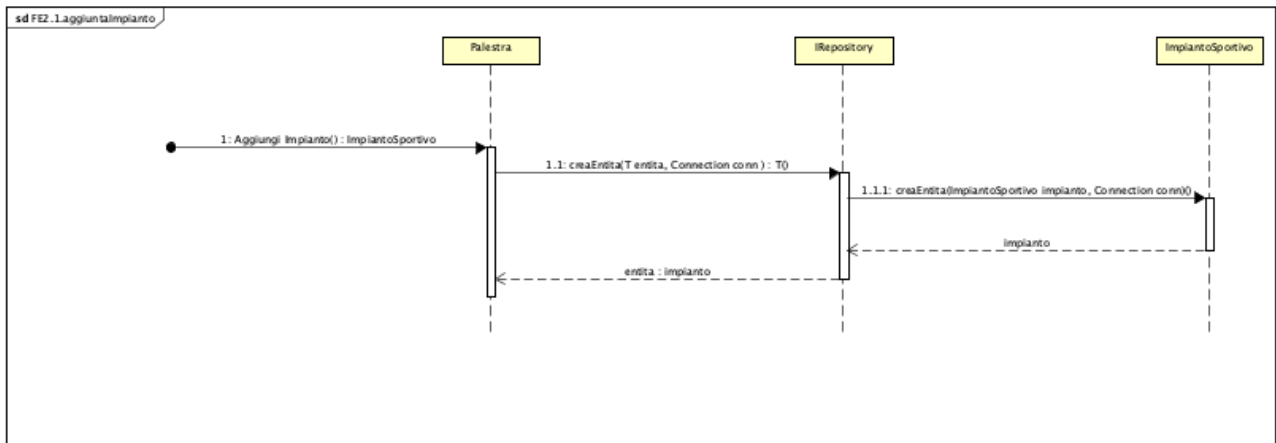 sd FE2.1.aggiuntaImpianto
Palestra
IRepository
ImpiantoSportivo
1: Aggiungi Impianto() : ImpiantoSportivo
1.1: creaEntita(T entita, Connection conn ) : T()
1.1.1: creaEntita(ImpiantoSportivo impianto, Connection conn)()
impianto
entita : impianto